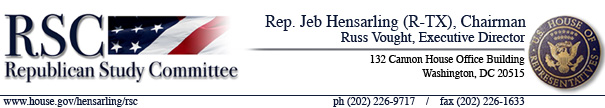 RSC
Republican Study Committee
Rep. Jeb Hensarling (R-TX), Chairman
Russ Vought, Executive Director
132 Cannon House Office Building
Washington, DC 20515
U.S. HOUSE OF REPRESENTATIVES
www.house.gov/hensarling/rsc
ph (202) 226-9717 / fax (202) 226-1633